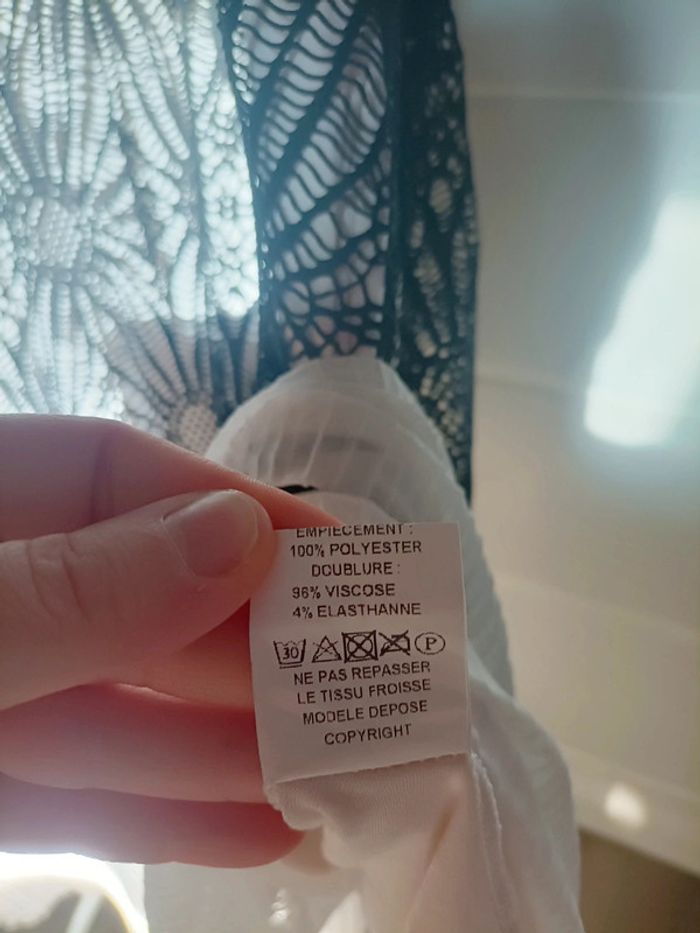 EMPIECEMENT :
100% POLYESTER
DOUBLURE :
96% VISCOSE
4% ELASTHANNE
30 P
NE PAS REPASSER
LE TISSU FROISSE
MODELE DEPOSE
COPYRIGHT